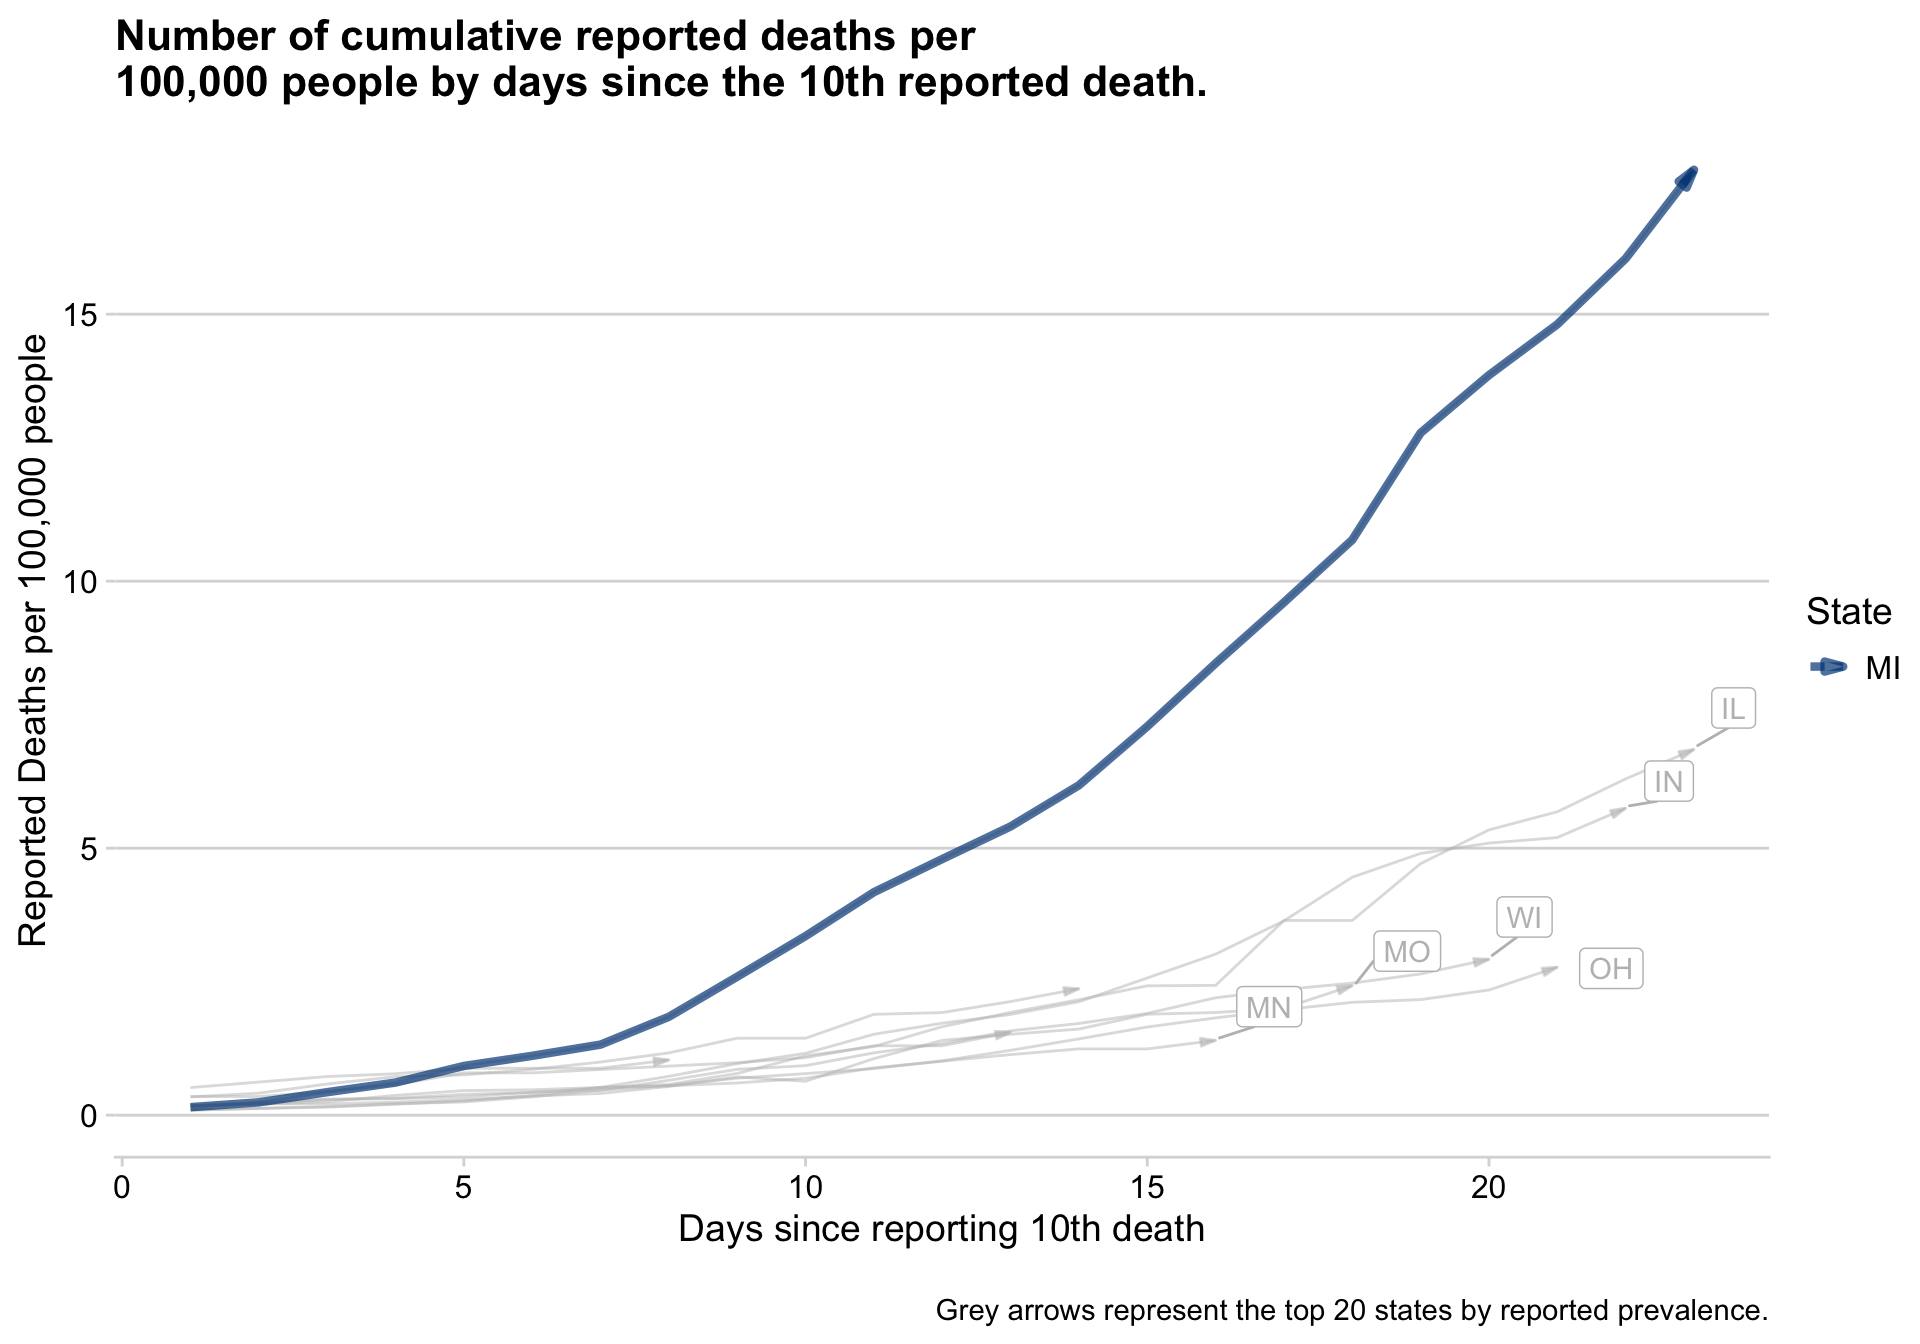 Number of cumulative reported deaths per
100,000 people by days since the 10th reported death.
Reported Deaths per 100,000 people
15
10
5
0
IL
IN
WI
MO
OH
MN
State
MI
0
5
10
15
20
Days since reporting 10th death
Grey arrows represent the top 20 states by reported prevalence.